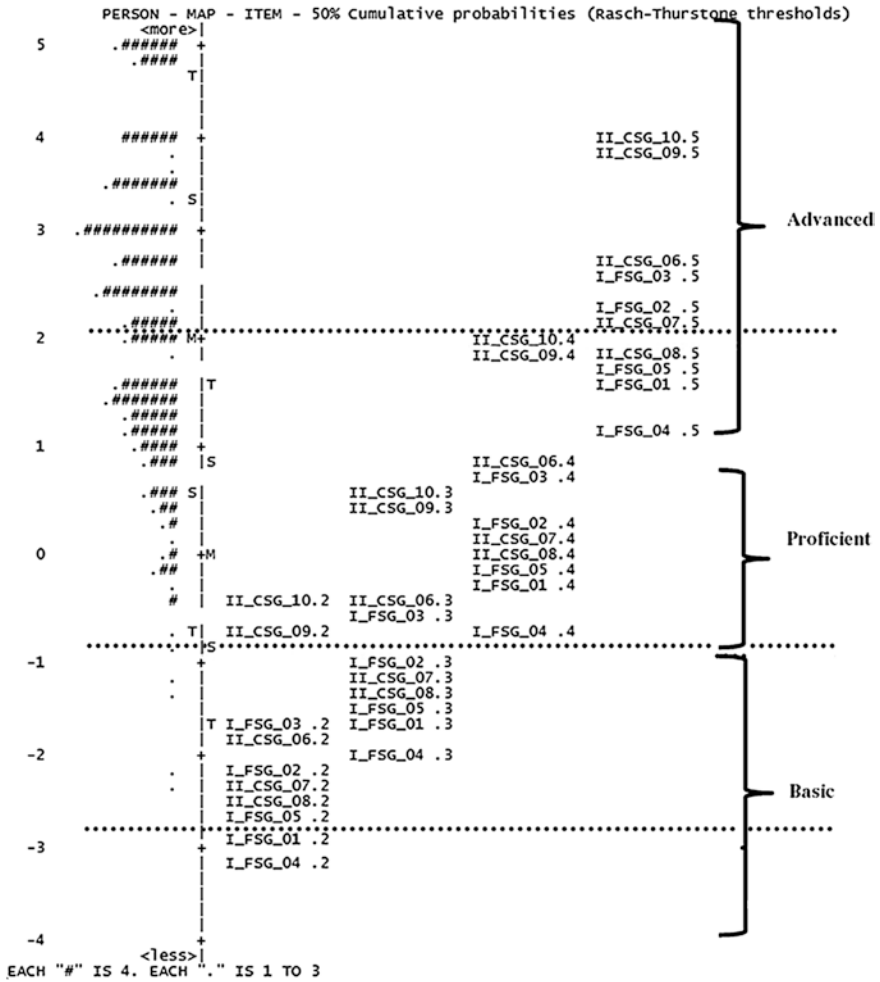 PERSON - MAP - ITEM - 50% Cumulative probabilities (Rasch-Thurstone thresholds)
<more>|
5 .###### +
.#### |
T|
|
|
|
4 ###### + II_CSG_10.5
. | II_CSG_09.5
. |
.####### |
. S|
|
3 .########## + Advanced
|
.###### | II_CSG_06.5
I_FSG_03 .5
.######## |
. | I_FSG_02 .5
.##### | II_CSG_07.5
2 .##### M+ II_CSG_10.4
. | II_CSG_09.4 II_CSG_08.5
I_FSG_05 .5
.###### |T I_FSG_01 .5
.####### |
.##### |
.##### | I_FSG_04 .5
1 .#### +
.### |S II_CSG_06.4
I_FSG_03 .4
.### S| II_CSG_10.3
.## | II_CSG_09.3
.# | I_FSG_02 .4
. | II_CSG_07.4 Proficient
0 .# +M II_CSG_08.4
.## | I_FSG_05 .4
. | I_FSG_01 .4
# | II_CSG_10.2 II_CSG_06.3
| I_FSG_03 .3
. T| II_CSG_09.2 I_FSG_04 .4
. |S
-1 + I_FSG_02 .3
. | II_CSG_07.3
. | II_CSG_08.3
| I_FSG_05 .3
|T I_FSG_03 .2 I_FSG_01 .3
| II_CSG_06.2
-2 + I_FSG_04 .3
. | I_FSG_02 .2
. | II_CSG_07.2
| II_CSG_08.2 Basic
| I_FSG_05 .2
| I_FSG_01 .2
-3 +
| I_FSG_04 .2
|
|
|
|
-4 +
<less>|
EACH "#" IS 4. EACH "." IS 1 TO 3